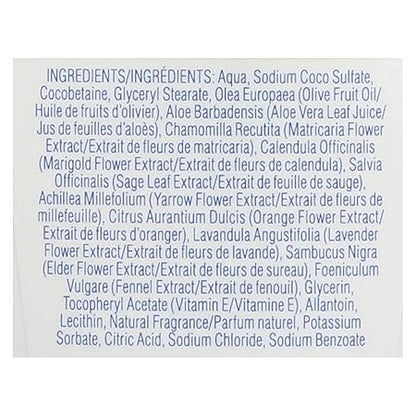 INGREDIENTS/INGRÉDIENTS: Aqua, Sodium Coco Sulfate,
Cocobetaine, Glyceryl Stearate, Olea Europaea (Olive Fruit Oil/
Huile de fruits d'olivier), Aloe Barbadensis (Aloe Vera Leaf Juice/
Jus de feuilles d'aloès), Chamomilla Recutita (Matricaria Flower
Extract/Extrait de fleurs de matricaria), Calendula Officinalis
(Marigold Flower Extract/Extrait de fleurs de calendula), Salvia
Officinalis (Sage Leaf Extract/Extrait de feuille de sauge),
Achillea Millefolium (Yarrow Flower Extract/Extrait de fleurs de
millefeuille), Citrus Aurantium Dulcis (Orange Flower Extract/
Extrait de fleurs d'oranger), Lavandula Angustifolia (Lavender
Flower Extract/Extrait de fleurs de lavande), Sambucus Nigra
(Elder Flower Extract/Extrait de fleurs de sureau), Foeniculum
Vulgare (Fennel Extract/Extrait de fenouil), Glycerin,
Tocopheryl Acetate (Vitamin E/Vitamine E), Allantoin,
Lecithin, Natural Fragrance/Parfum naturel, Potassium
Sorbate, Citric Acid, Sodium Chloride, Sodium Benzoate